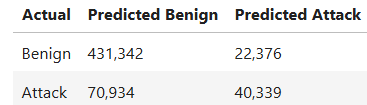 Actual Predicted Benign Predicted Attack
Benign 431,342 22,376
Attack 70,934 40,339